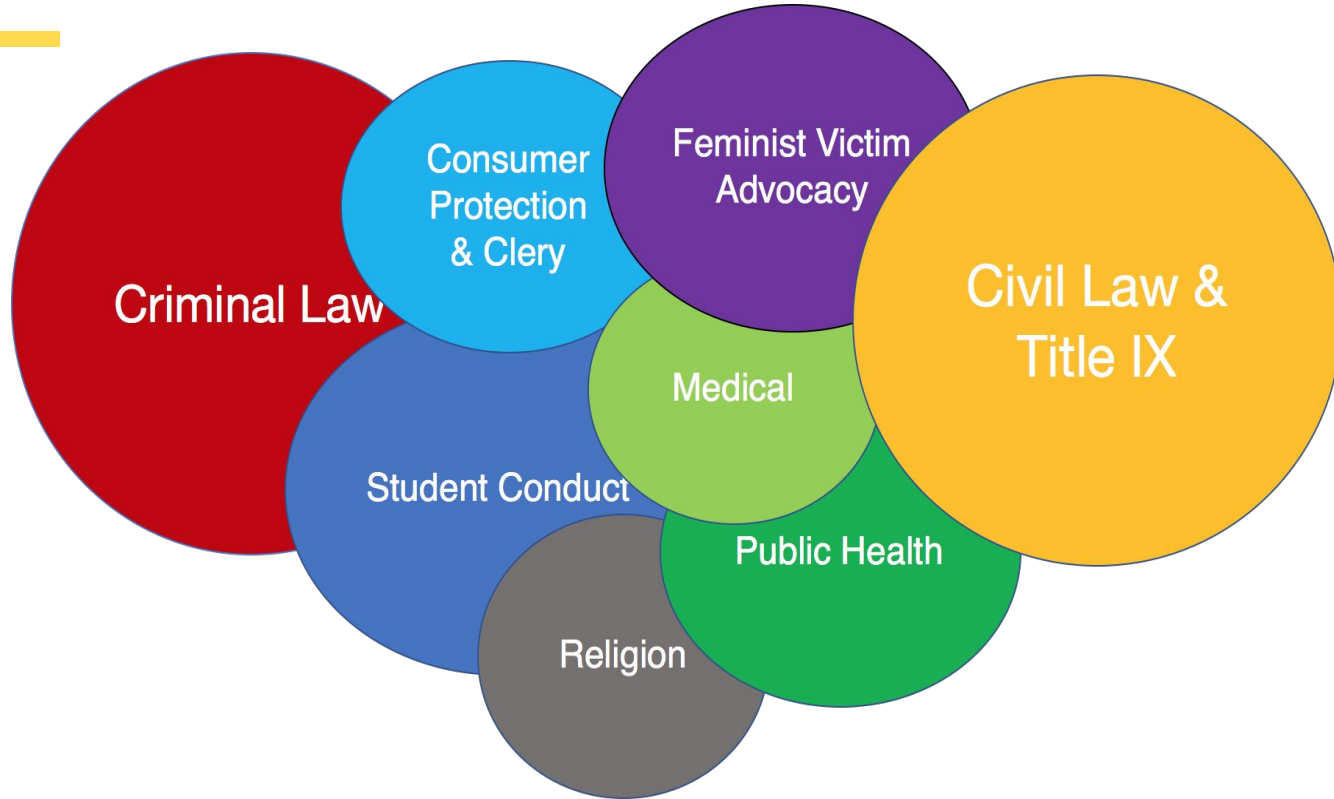 Consumer
Protection
& Clery
Feminist Victim
Advocacy
Criminal Law
Civil Law &
Title IX
Medical
Student Conduct
Public Health
Religion